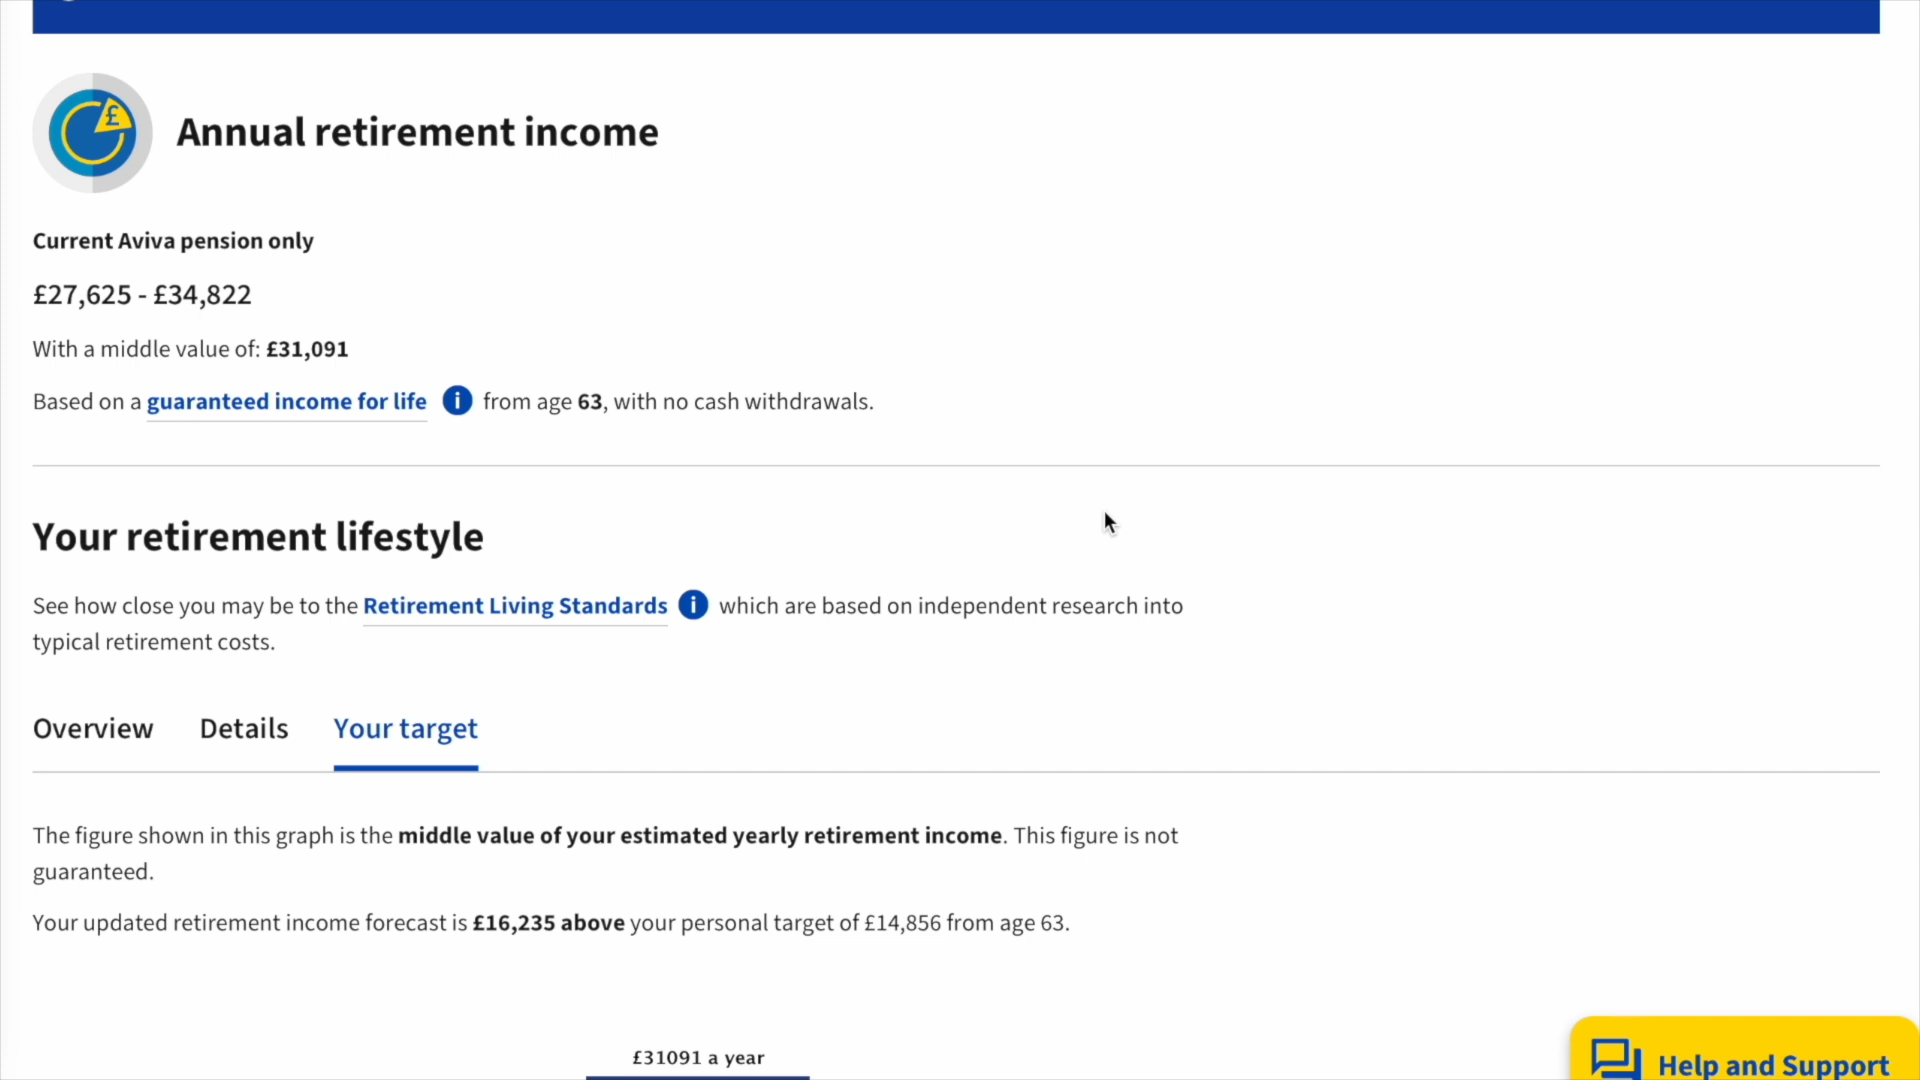 £
Annual retirement income
Current Aviva pension only
£27,625 - £34,822
With a middle value of: £31,091
Based on a guaranteed income for life i from age 63, with no cash withdrawals.
Your retirement lifestyle
See how close you may be to the Retirement Living Standards i which are based on independent research into
typical retirement costs.
Overview Details Your target
The figure shown in this graph is the middle value of your estimated yearly retirement income. This figure is not
guaranteed.
Your updated retirement income forecast is £16,235 above your personal target of £14,856 from age 63.
£31091 a year
Help and Support